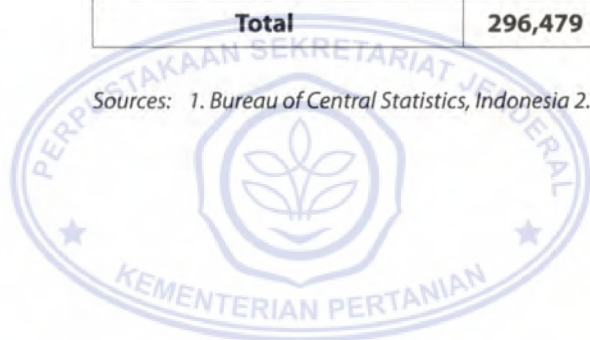 Total 296,479
Sources: 1. Bureau of Central Statistics, Indonesia 2.
PERPUSTAKAAN SEKRETARIAT JENDERAL
KEMENTERIAN PERTANIAN